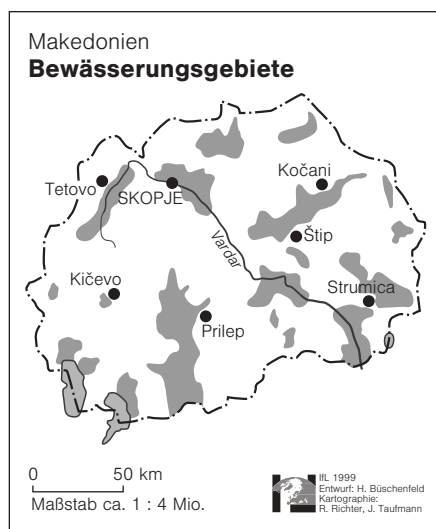 Makedonien
Bewässerungsgebiete
Tetovo
SKOPJE
Kočani
Štip
Vardar
Kičevo
Strumica
Prilep
0 50 km
Maßstab ca. 1 : 4 Mio.
IfL 1999
Entwurf: H. Büschenfeld
Kartographie:
R. Richter, J. Taufmann